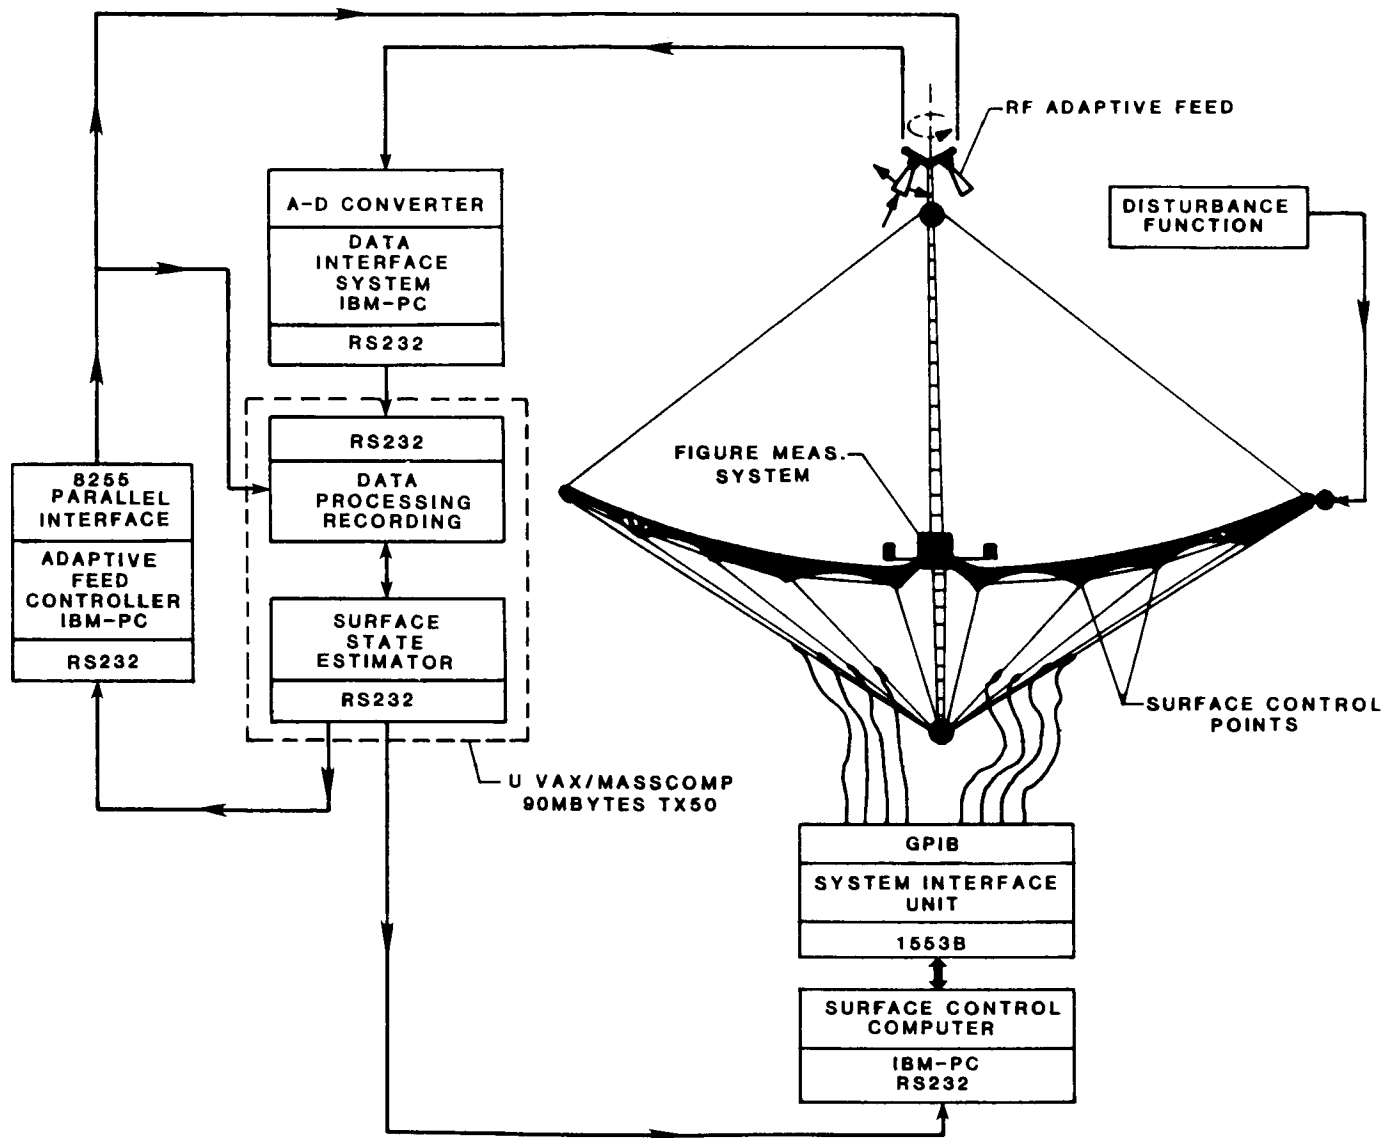 RF ADAPTIVE FEED
A-D CONVERTER
DATA
INTERFACE
SYSTEM
IBM-PC
RS232
DISTURBANCE
FUNCTION
RS232
DATA
PROCESSING
RECORDING
FIGURE MEAS.
SYSTEM
8255
PARALLEL
INTERFACE
ADAPTIVE
FEED
CONTROLLER
IBM-PC
RS232
SURFACE
STATE
ESTIMATOR
RS232
SURFACE CONTROL
POINTS
U VAX/MASSCOMP
90MBYTES TX50
GPIB
SYSTEM INTERFACE
UNIT
1553B
SURFACE CONTROL
COMPUTER
IBM-PC
RS232